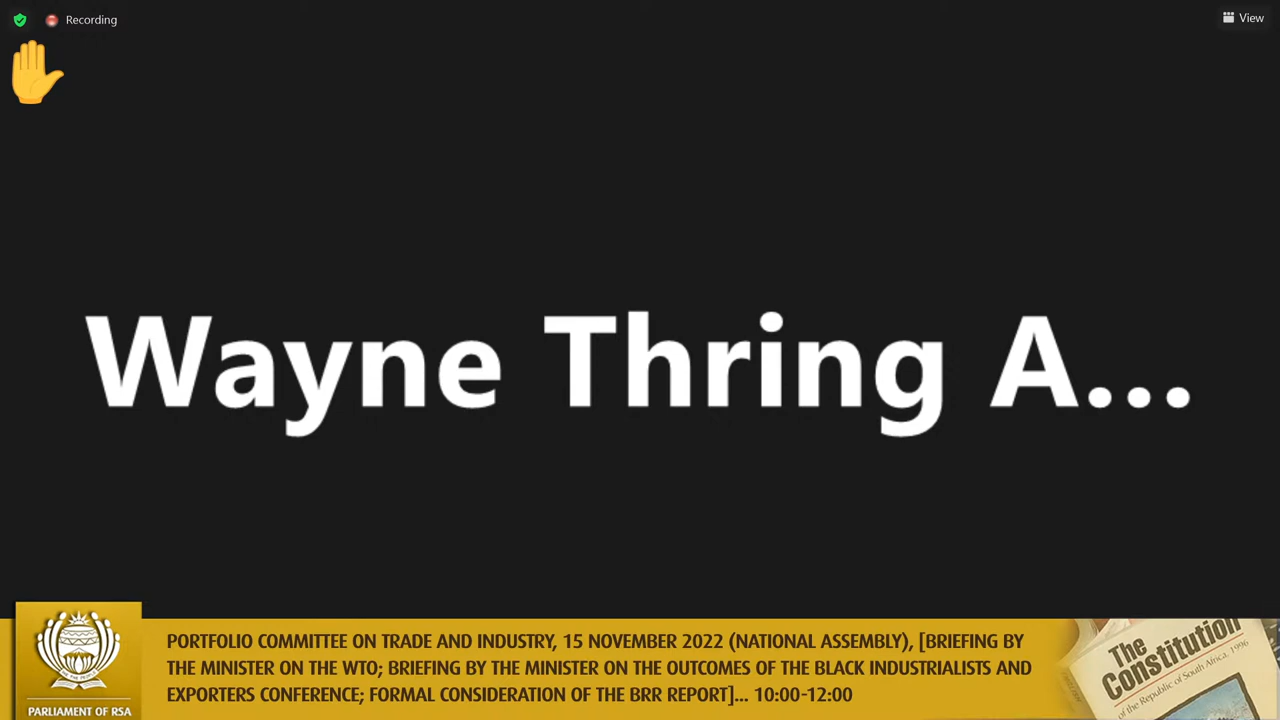 Recording
View
Wayne Thring A...
PORTFOLIO COMMITTEE ON TRADE AND INDUSTRY, 15 NOVEMBER 2022 (NATIONAL ASSEMBLY), [BRIEFING BY
THE MINISTER ON THE WTO; BRIEFING BY THE MINISTER ON THE OUTCOMES OF THE BLACK INDUSTRIALISTS AND
EXPORTERS CONFERENCE; FORMAL CONSIDERATION OF THE BRR REPORT]... 10:00-12:00
PARLIAMENT OF RSA
The
Constitution
of the Republic of South Africa, 1996